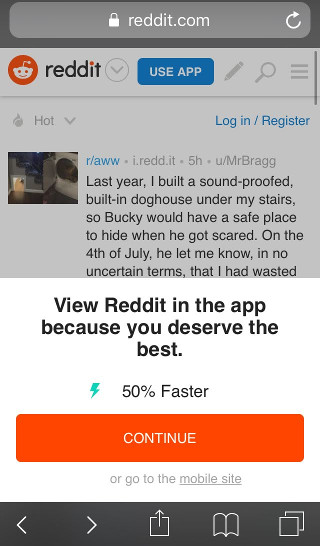 reddit.com
reddit
USE APP
Hot
Log in / Register
r/aww • i.redd.it • 5h • u/MrBragg
Last year, I built a sound-proofed,
built-in doghouse under my stairs,
so Bucky would have a safe place
to hide when he got scared. On the
4th of July, he let me know, in no
uncertain terms, that I had wasted
View Reddit in the app
because you deserve the
best.
50% Faster
CONTINUE
or go to the mobile site